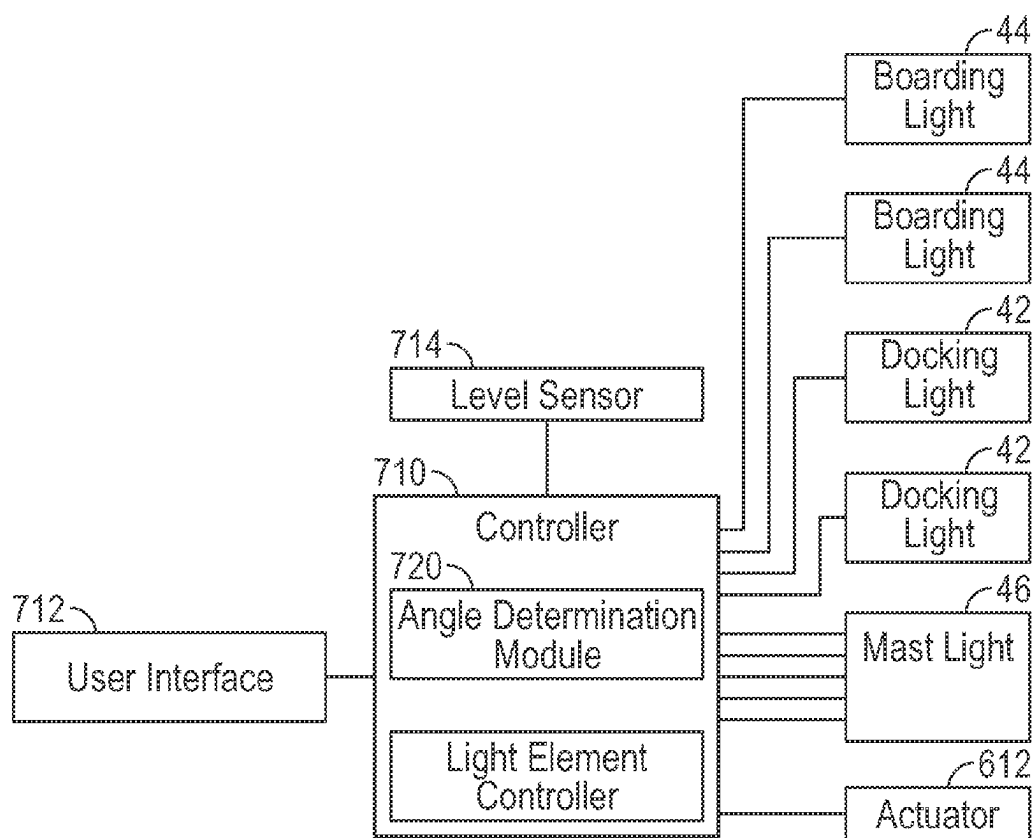 44
Boarding
Light
44
Boarding
Light
42
Docking
Light
714
Level Sensor
42
Docking
Light
710
Controller
720
Angle Determination
Module
712
User Interface
46
Mast Light
Light Element
Controller
612
Actuator